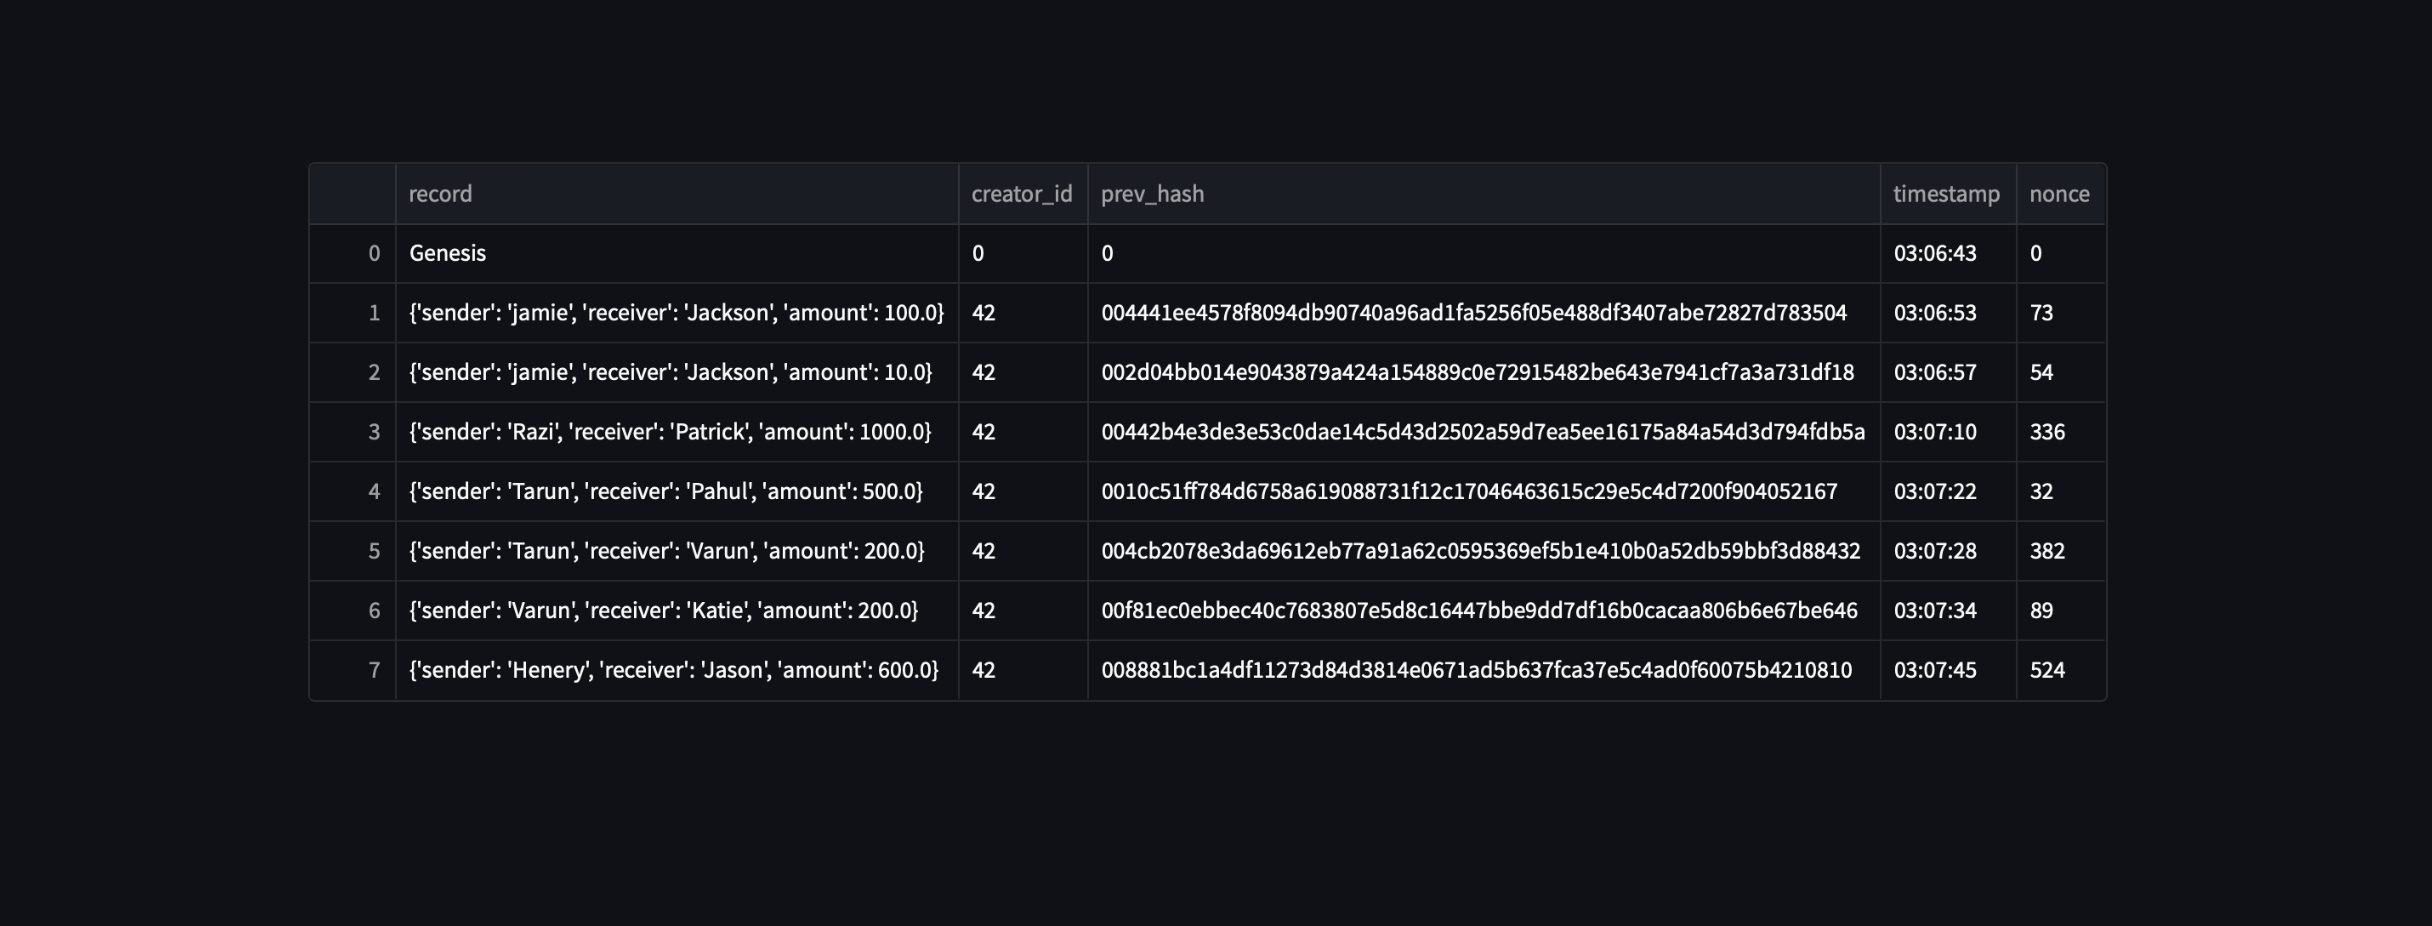 record creator_id prev_hash timestamp nonce
0 Genesis 0 0 03:06:43 0
1 {'sender': 'jamie', 'receiver': 'Jackson', 'amount': 100.0} 42 004441ee4578f8094db90740a96ad1fa5256f05e488df3407abe72827d783504 03:06:53 73
2 {'sender': 'jamie', 'receiver': 'Jackson', 'amount': 10.0} 42 002d04bb014e9043879a424a154889c0e72915482be643e7941cf7a3a731df18 03:06:57 54
3 {'sender': 'Razi', 'receiver': 'Patrick', 'amount': 1000.0} 42 00442b4e3de3e53c0dae14c5d43d2502a59d7ea5ee16175a84a54d3d794fdb5a 03:07:10 336
4 {'sender': 'Tarun', 'receiver': 'Pahul', 'amount': 500.0} 42 0010c51ff784d6758a619088731f12c17046463615c29e5c4d7200f904052167 03:07:22 32
5 {'sender': 'Tarun', 'receiver': 'Varun', 'amount': 200.0} 42 004cb2078e3da69612eb77a91a62c0595369ef5b1e410b0a52db59bbf3d88432 03:07:28 382
6 {'sender': 'Varun', 'receiver': 'Katie', 'amount': 200.0} 42 00f81ec0ebbec40c7683807e5d8c16447bbe9dd7df16b0cacaa806b6e67be646 03:07:34 89
7 {'sender': 'Henery', 'receiver': 'Jason', 'amount': 600.0} 42 008881bc1a4df11273d84d3814e0671ad5b637fca37e5c4ad0f60075b4210810 03:07:45 524